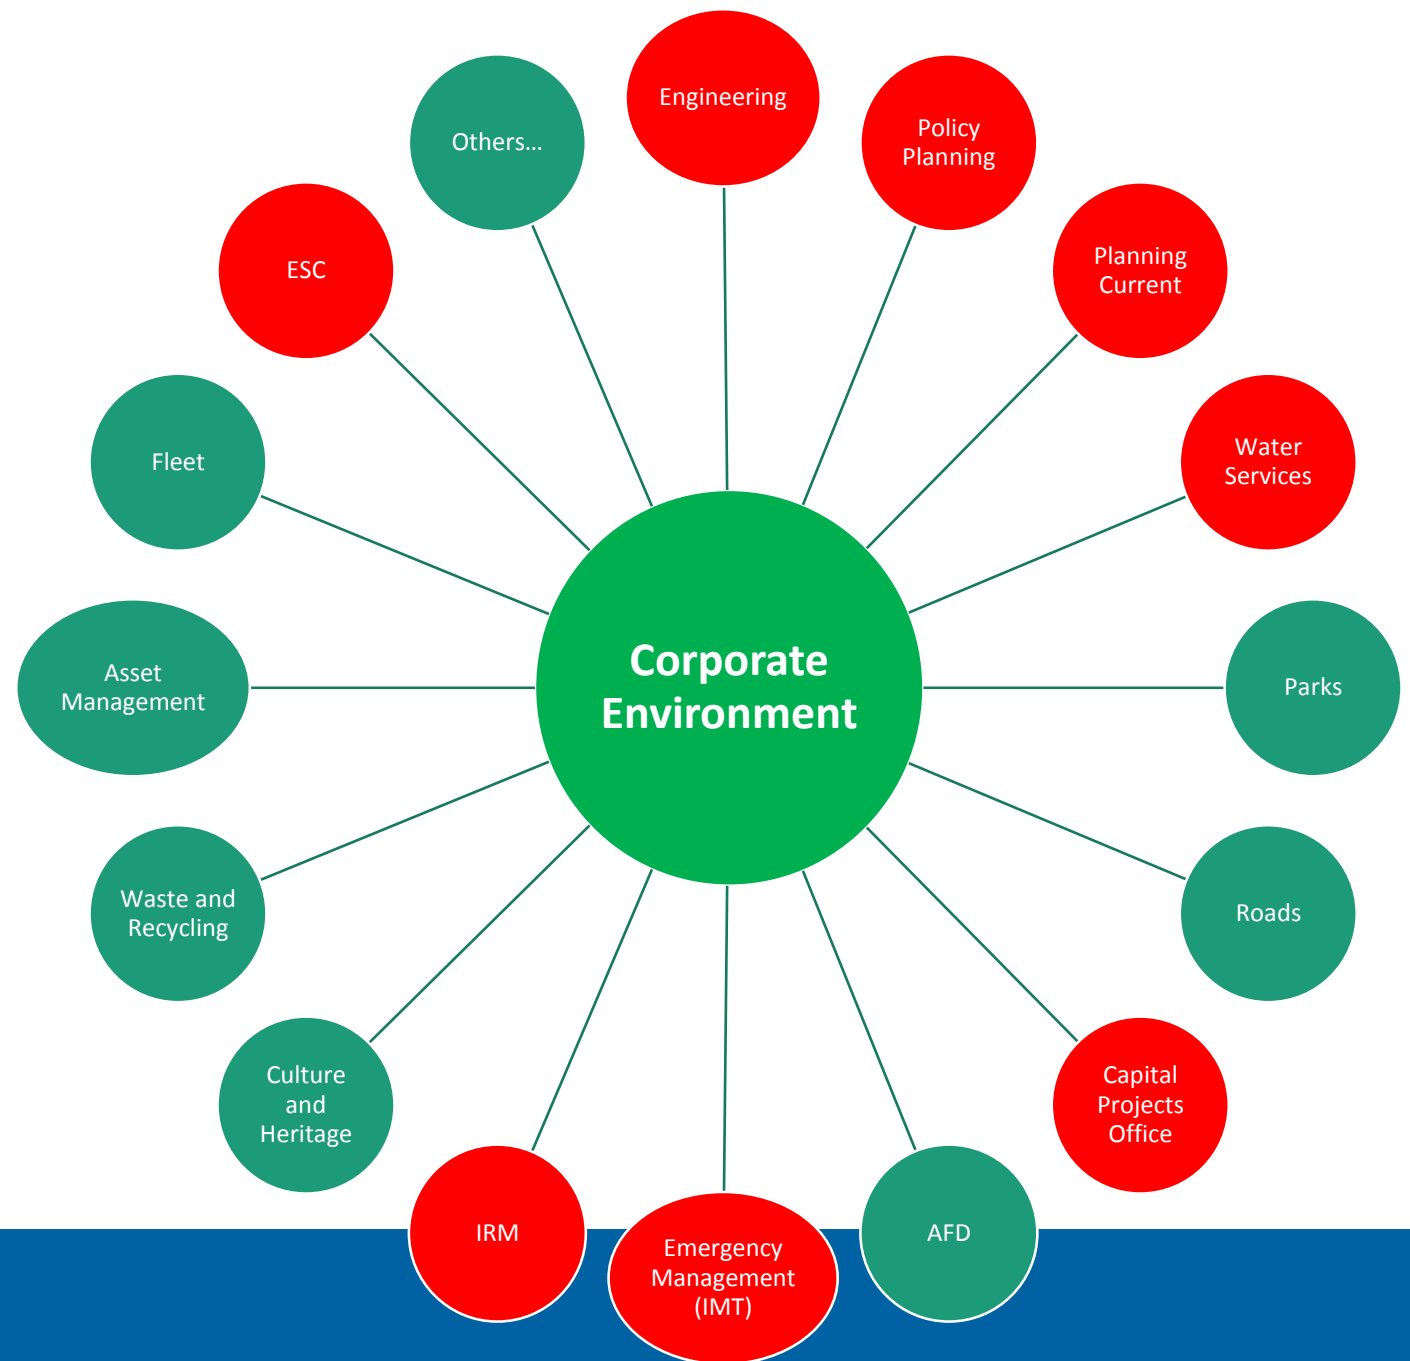 Engineering
Policy
Planning
Planning
Current
Water
Services
Parks
Roads
Capital
Projects
Office
AFD
Emergency
Management
(IMT)
IRM
Culture
and
Heritage
Waste and
Recycling
Asset
Management
Fleet
ESC
Others...
Corporate
Environment